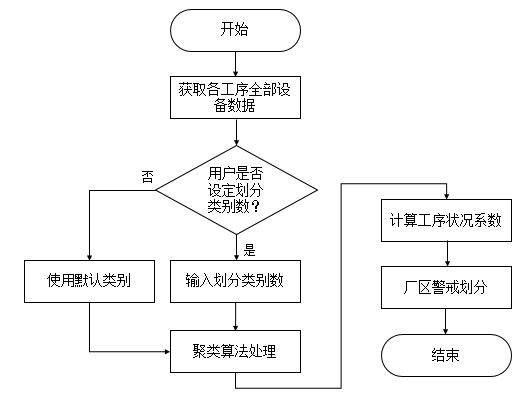 开始
获取各工序全部设
备数据
用户是否
设定划分
类别数？
否
是
使用默认类别
输入划分类别数
聚类算法处理
计算工序状况系数
厂区警戒划分
结束